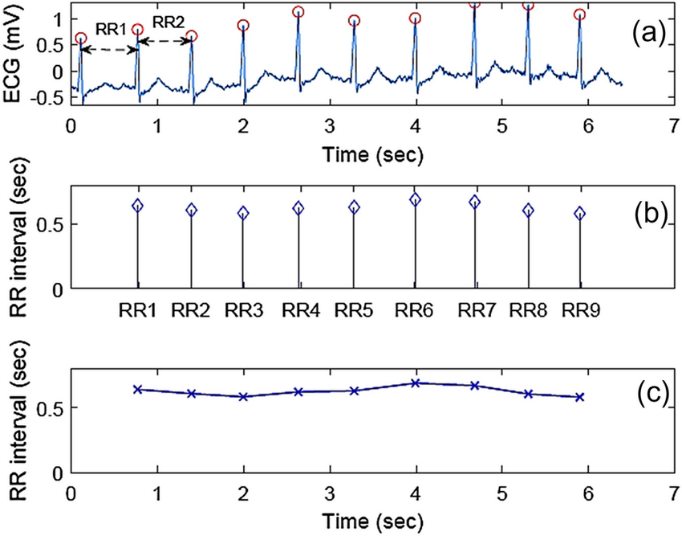 ECG (mV)
1
0.5
0
-0.5
RR1
RR2
(a)
0 1 2 3 4 5 6 7
Time (sec)
RR interval (sec)
0.5
0
(b)
RR1 RR2 RR3 RR4 RR5 RR6 RR7 RR8 RR9
RR interval (sec)
0.5
0
(c)
0 1 2 3 4 5 6 7
Time (sec)